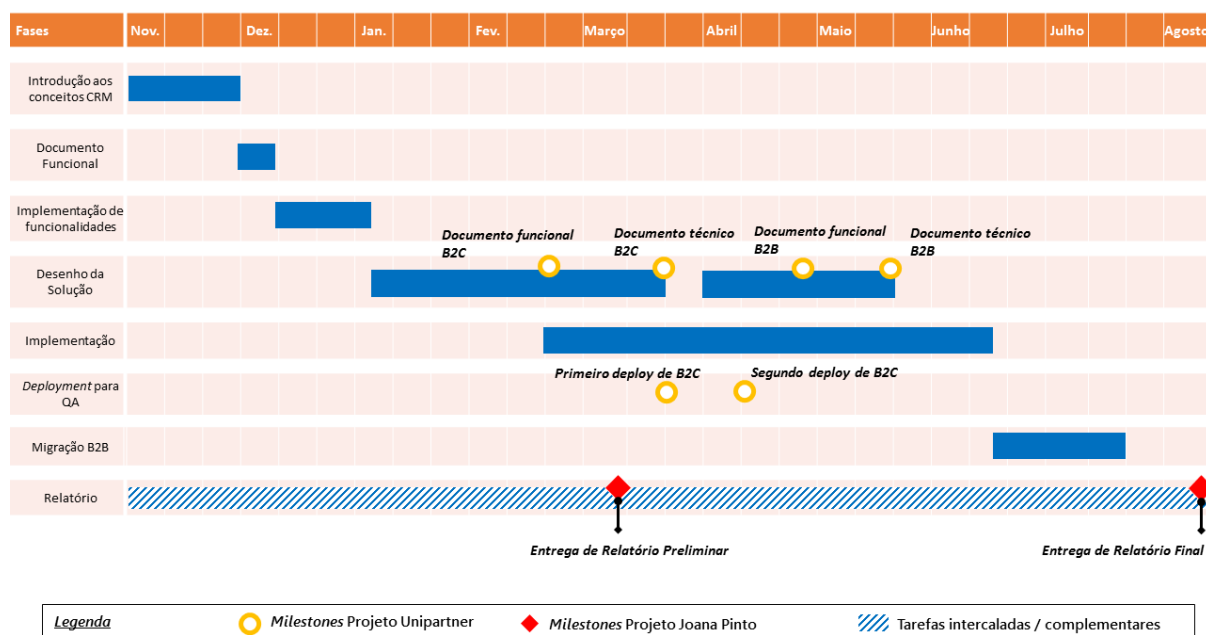 Fases Nov. Dez. Jan. Fev. Março Abril Maio Junho Julho Agosto
Introdução aos
conceitos CRM
Documento
Funcional
Implementação de
funcionalidades
Documento funcional
B2C
Documento técnico
B2C
Documento funcional
B2B
Documento técnico
B2B
Desenho da
Solução
Implementação
Primeiro deploy de B2C
Segundo deploy de B2C
Deployment para
QA
Migração B2B
Relatório
Entrega de Relatório Preliminar
Entrega de Relatório Final
Legenda
Milestones Projeto Unipartner
Milestones Projeto Joana Pinto
Tarefas intercaladas / complementares